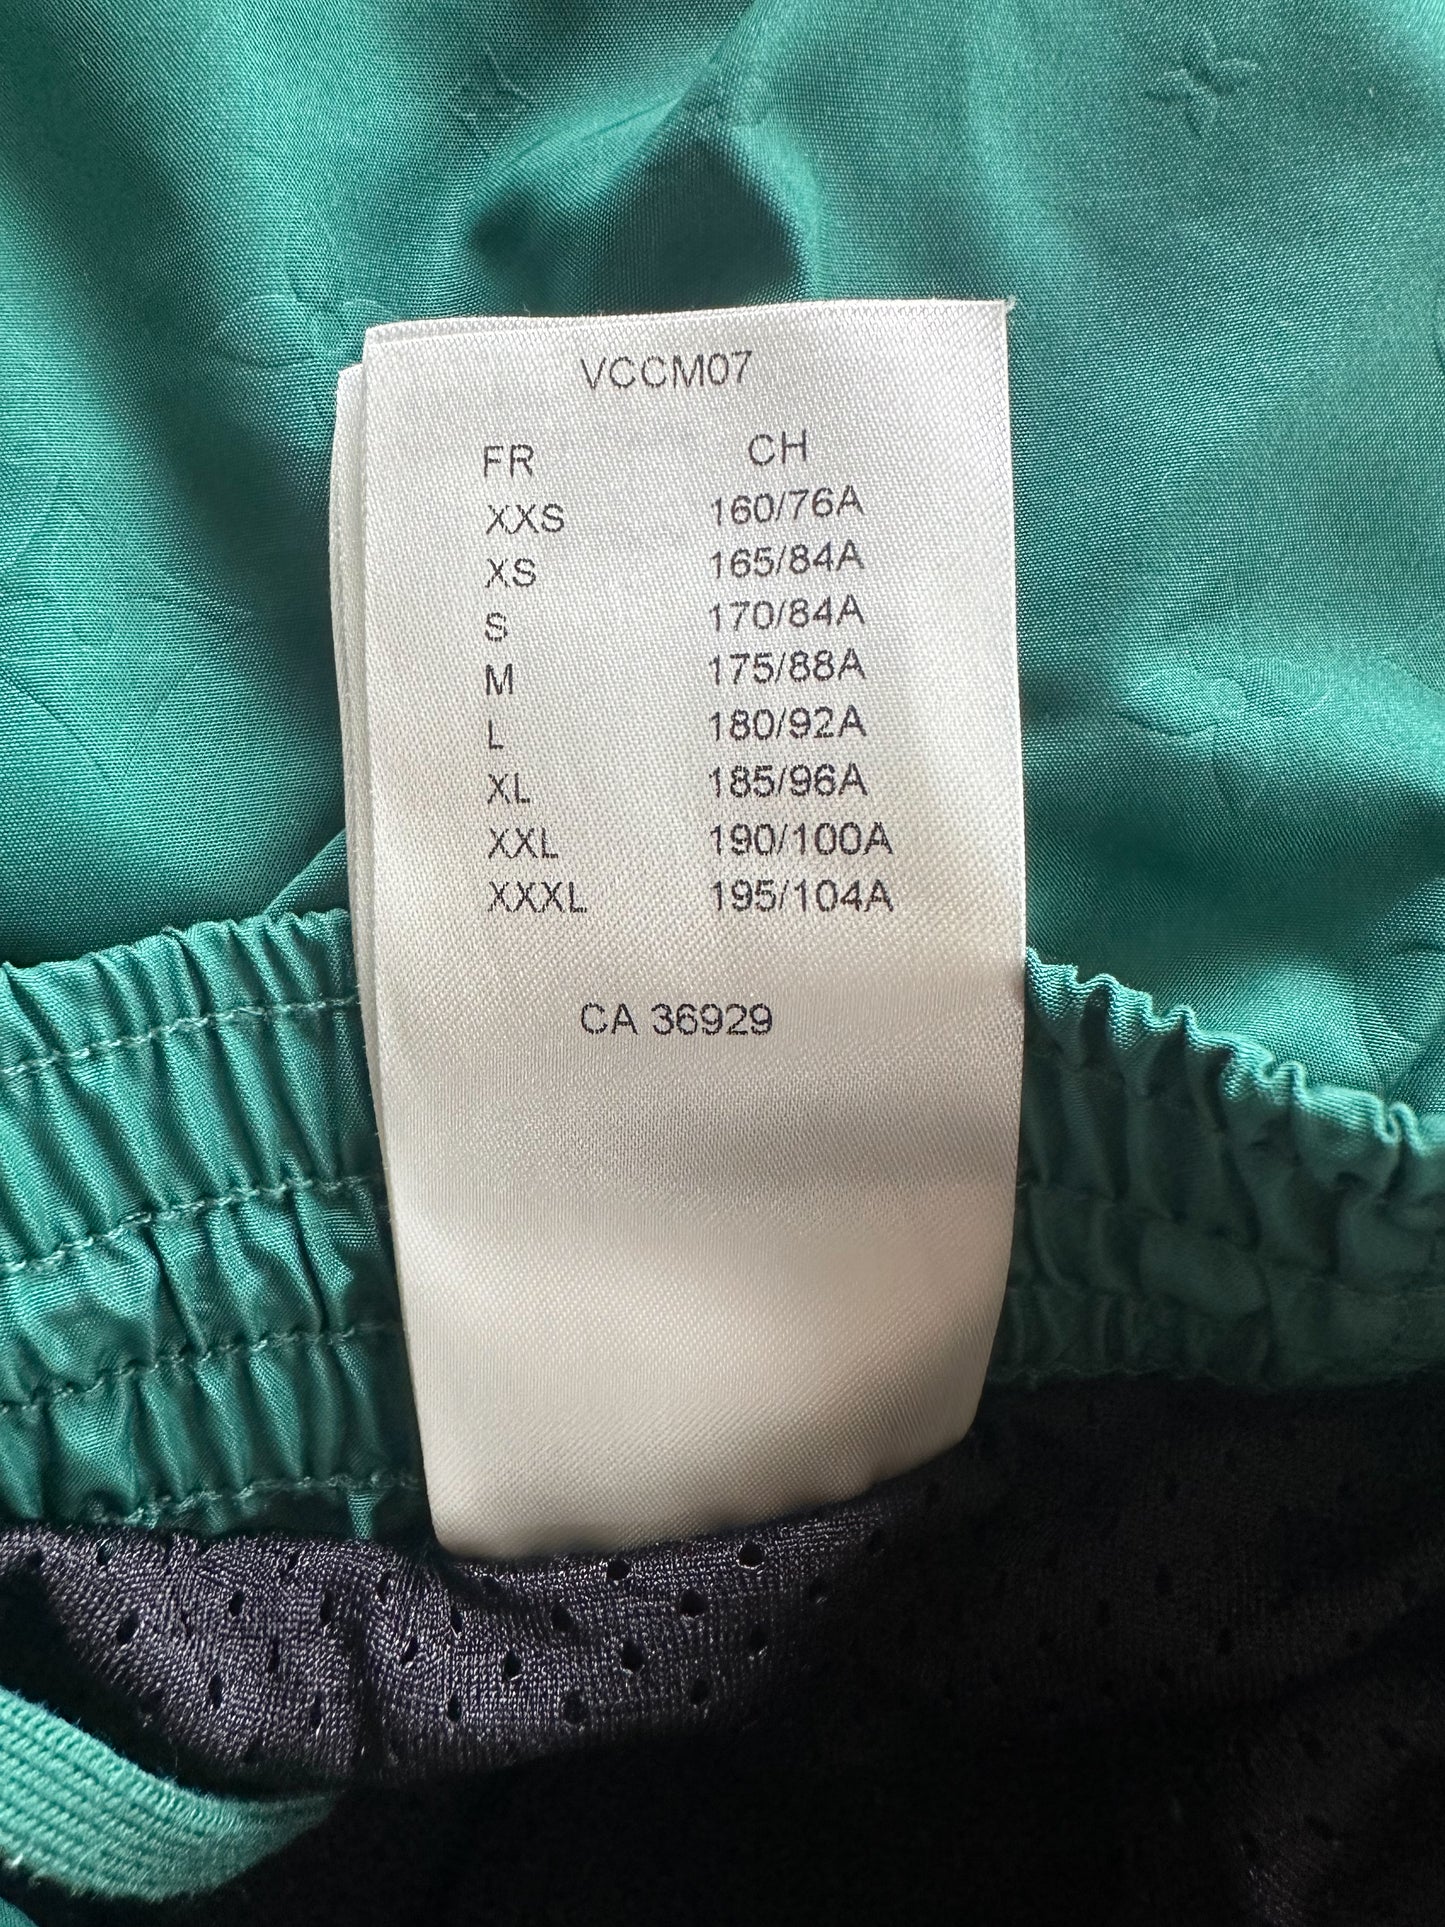 VCCM07
FR CH
XXS 160/76A
XS 165/84A
S 170/84A
M 175/88A
L 180/92A
XL 185/96A
XXL 190/100A
XXXL 195/104A
CA 36929